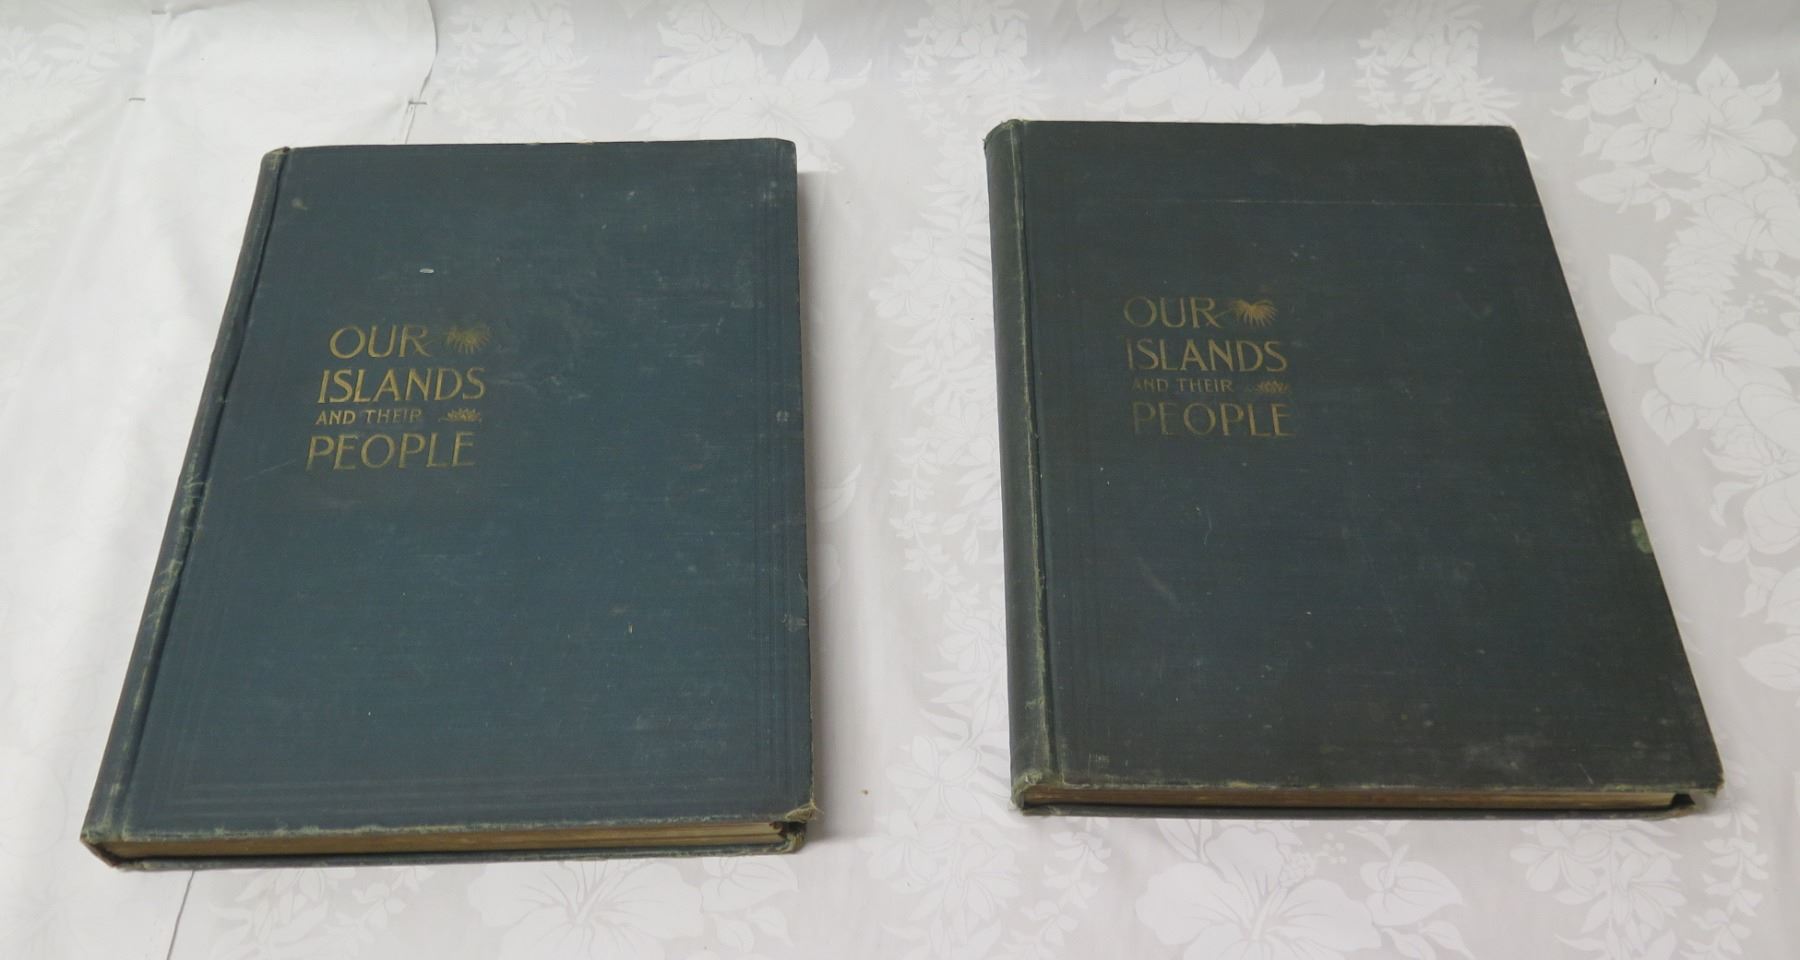 OUR
ISLANDS
AND THEIR
PEOPLE
OUR
ISLANDS
AND THEIR
PEOPLE